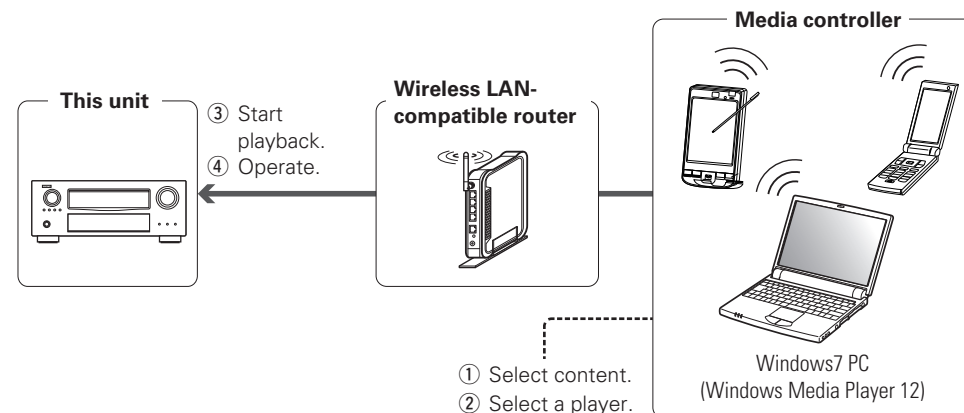 Media controller
This unit
③ Start
playback.
④ Operate.
Wireless LAN-
compatible router
① Select content.
② Select a player.
Windows7 PC
(Windows Media Player 12)